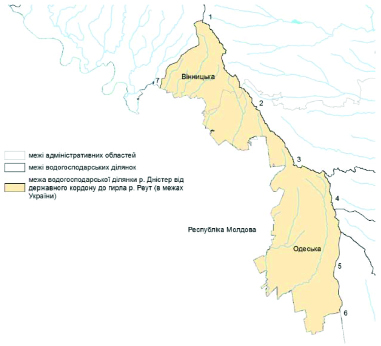 1
7
Вінницька
2
3
межі адміністративних областей
межі водогосподарських ділянок
межа водогосподарської ділянки р. Дністер від
державного кордону до гирла р. Реут (в межах
України)
4
Республіка Молдова
Одеська
5
6